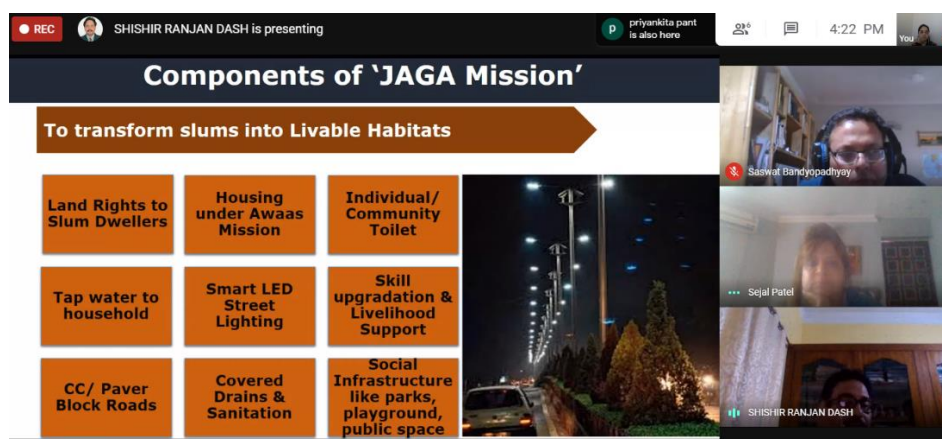 REC
SHISHIR RANJAN DASH is presenting
p
priyankita pant
is also here
6
4:22 PM
You
Components of ‘JAGA Mission’
To transform slums into Livable Habitats
Land Rights to
Slum Dwellers
Housing
under Awaas
Mission
Individual/
Community
Toilet
Tap water to
household
Smart LED
Street
Lighting
Skill
upgradation &
Livelihood
Support
CC/ Paver
Block Roads
Covered
Drains &
Sanitation
Social
Infrastructure
like parks,
playground,
public space
Saswat Bandyopadhyay
Sejal Patel
SHISHIR RANJAN DASH